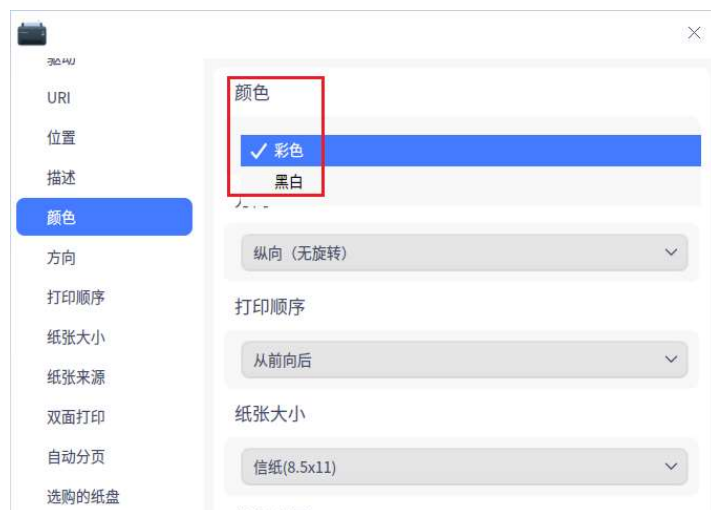 驱动
URI
位置
描述
颜色
方向
打印顺序
纸张大小
纸张来源
双面打印
自动分页
选购的纸盘
颜色
彩色
黑白
纵向（无旋转）
打印顺序
从前向后
纸张大小
信纸(8.5x11)